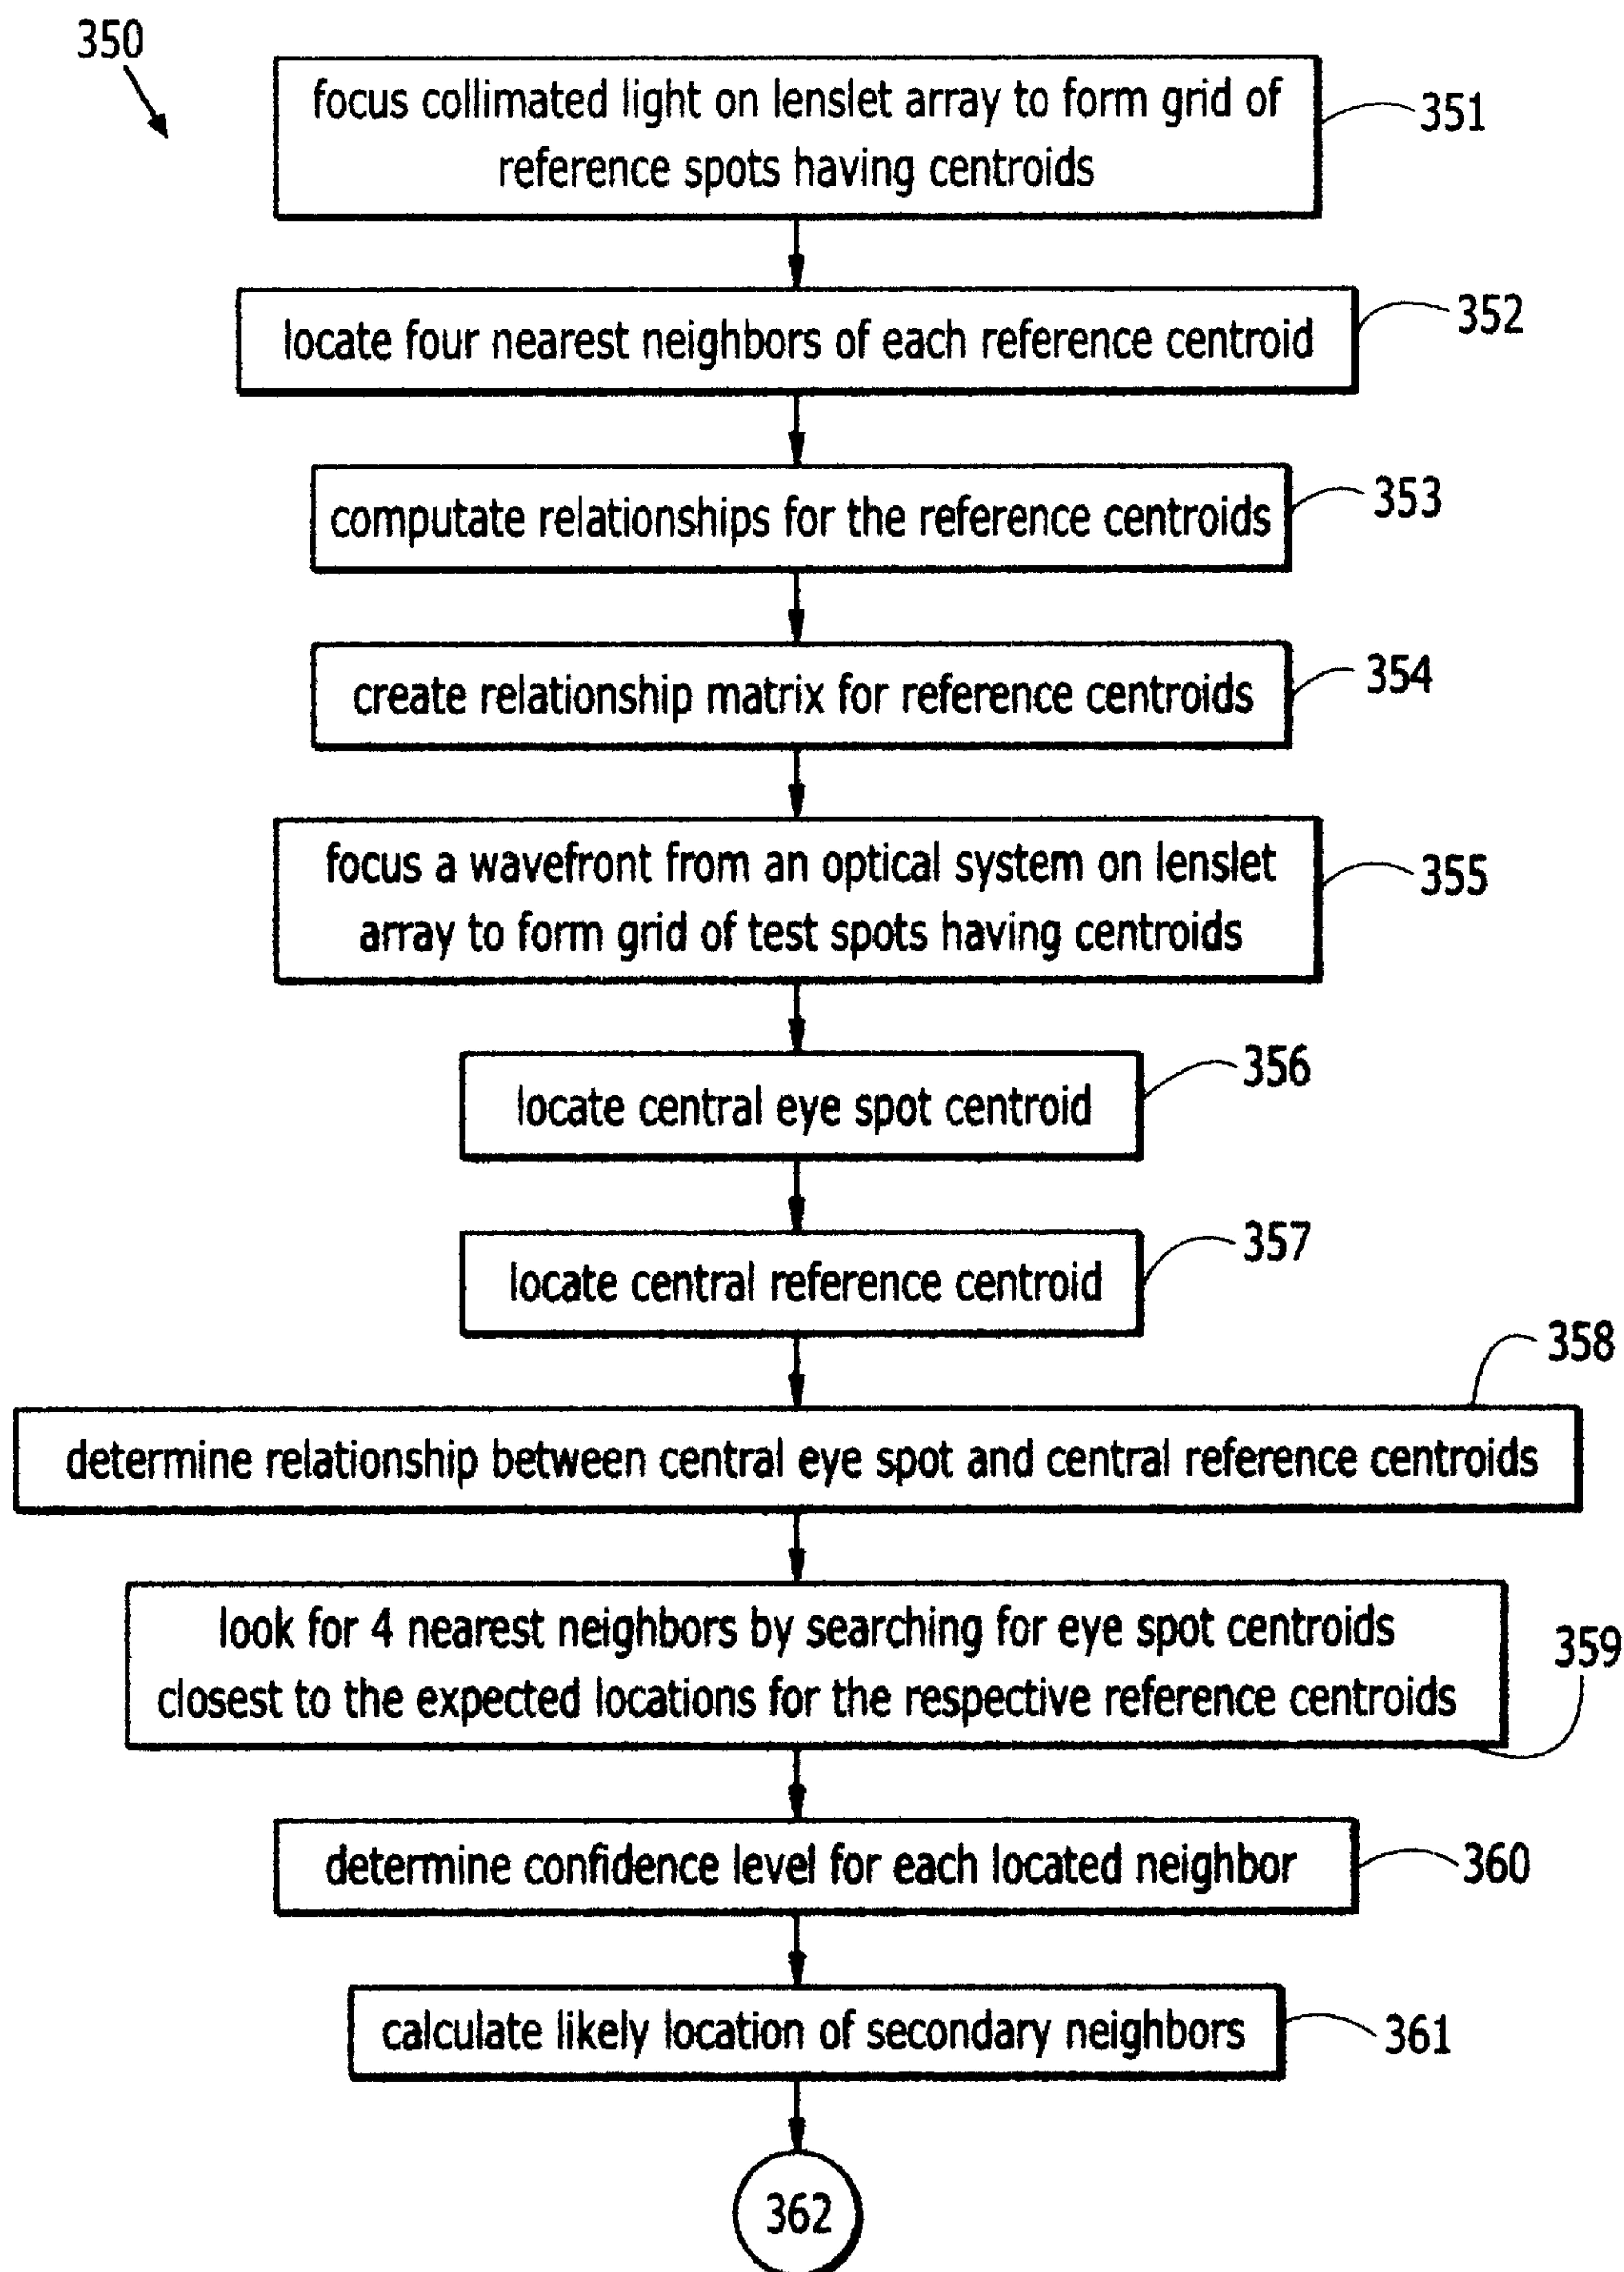 350
focus collimated light on lenslet array to form grid of
reference spots having centroids
351
locate four nearest neighbors of each reference centroid
352
computate relationships for the reference centroids
353
create relationship matrix for reference centroids
354
focus a wavefront from an optical system on lenslet
array to form grid of test spots having centroids
355
locate central eye spot centroid
356
locate central reference centroid
357
358
determine relationship between central eye spot and central reference centroids
look for 4 nearest neighbors by searching for eye spot centroids
closest to the expected locations for the respective reference centroids
359
determine confidence level for each located neighbor
360
calculate likely location of secondary neighbors
361
362